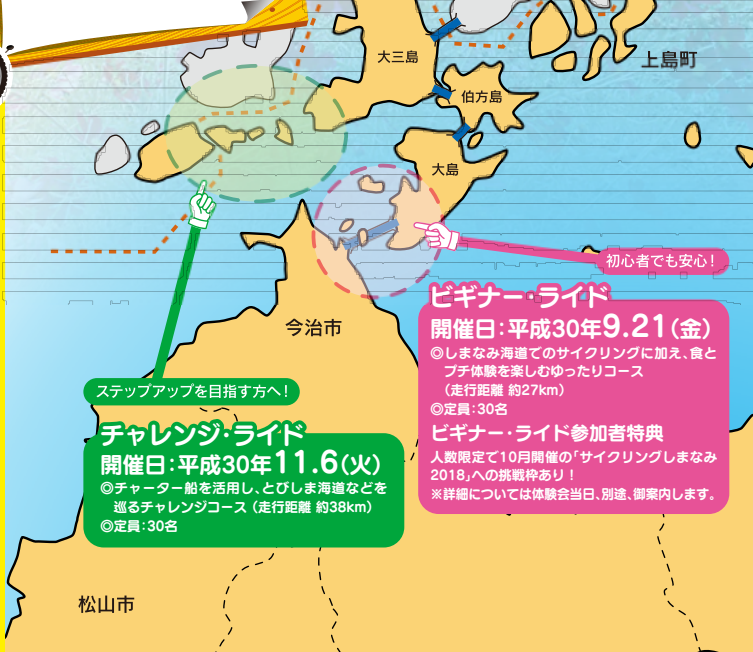 大三島
上島町
伯方島
大島
今治市
松山市
初心者でも安心！
ビギナー・ライド
開催日：平成30年9.21（金）
◎しまなみ海道でのサイクリングに加え、食と
プチ体験を楽しむゆったりコース
（走行距離 約27km）
◎定員：30名
ビギナー・ライド参加者特典
人数限定で10月開催の「サイクリングしまなみ
2018」への挑戦枠あり！
※詳細については体験会当日、別途、御案内します。
ステップアップを目指す方へ！
チャレンジ・ライド
開催日：平成30年11.6（火）
◎チャーター船を活用し、とびしま海道などを
巡るチャレンジコース（走行距離 約38km）
◎定員：30名